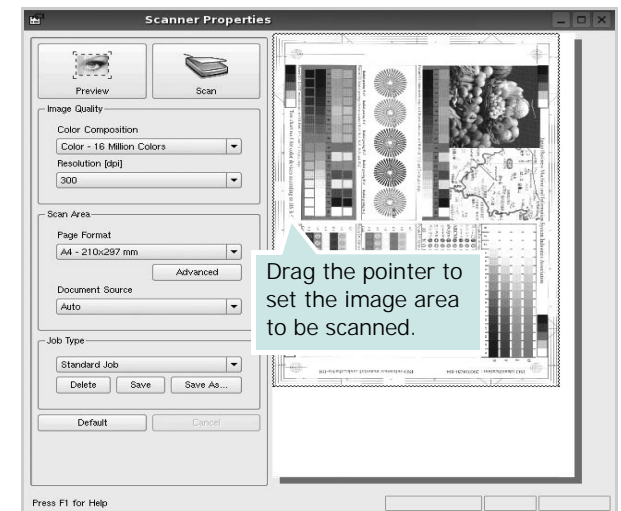 Scanner Properties
Preview
Scan
Image Quality
Color Composition
Color - 16 Million Colors
Resolution [dpi]
300
Scan Area
Page Format
A4 - 210x297 mm
Advanced
Document Source
Auto
Job Type
Standard Job
Delete Save Save As...
Default Cancel
Drag the pointer to
set the image area
to be scanned.
Press F1 for Help